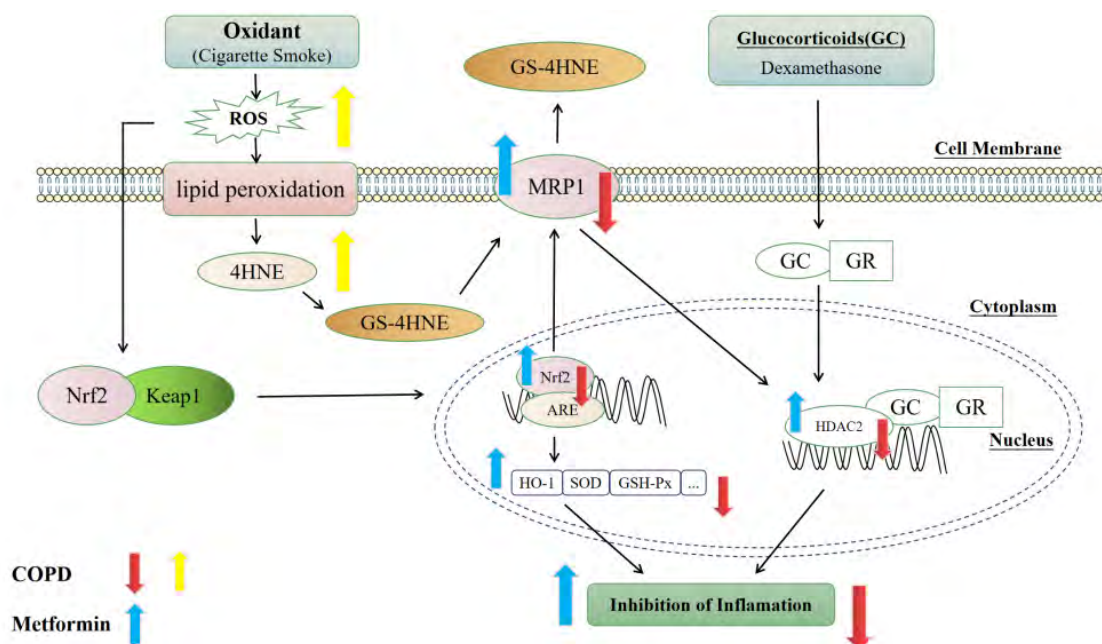 Oxidant
(Cigarette Smoke)
GS-4HNE
Glucocorticoids(GC)
Dexamethasone
ROS
Cell Membrane
lipid peroxidation
MRP1
4HNE
GC
GR
GS-4HNE
Cytoplasm
Nrf2
Keap1
Nrf2
ARE
HDAC2
GC
GR
Nucleus
HO-1
SOD
GSH-Px
...
COPD
Metformin
Inhibition of Inflamation